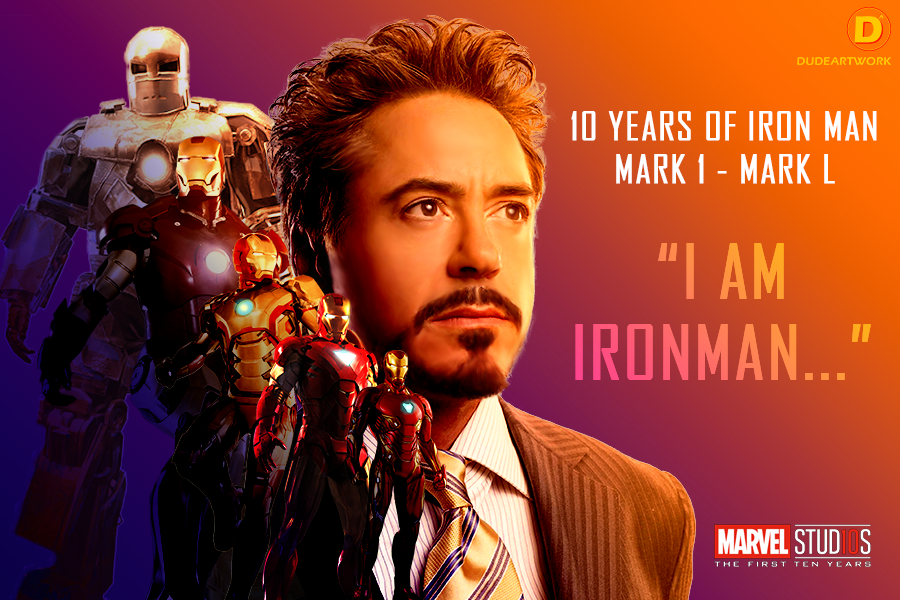 D
DUDEARTWORK
10 YEARS OF IRON MAN
MARK 1 - MARK L
“I AM
IRONMAN...”
MARVEL STUDIOS
THE FIRST TEN YEARS